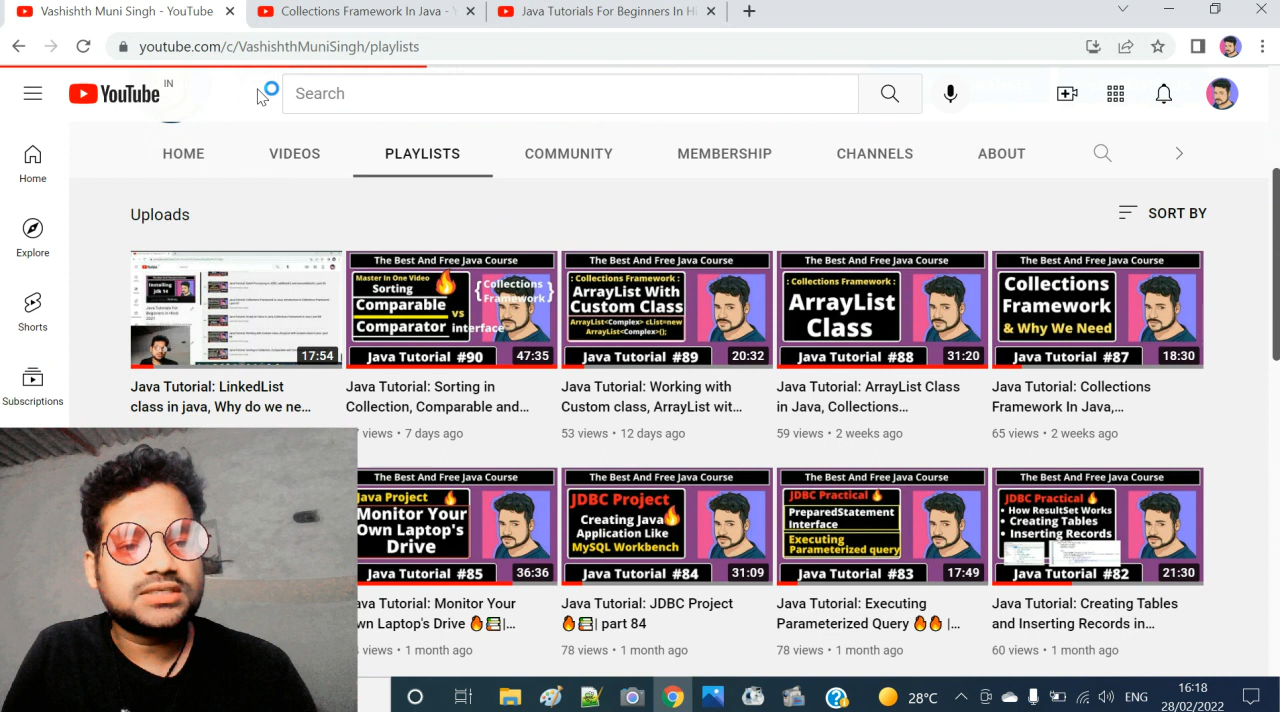 Vashishth Muni Singh - YouTube
Collections Framework In Java - Y
Java Tutorials For Beginners In Hi
youtube.com/c/VashishthMuniSingh/playlists
YouTube IN
Search
HOME VIDEOS PLAYLISTS COMMUNITY MEMBERSHIP CHANNELS ABOUT
Home
Explore
Shorts
Subscriptions
Uploads
SORT BY
17:54
Java Tutorial: LinkedList
class in java, Why do we ne...
The Best And Free Java Course
Master In One Video
Sorting
Comparable
vs
Comparator interface
{Collections
Framework}
Java Tutorial #90
47:35
Java Tutorial: Sorting in
Collection, Comparable and...
views • 7 days ago
The Best And Free Java Course
: Collections Framework :
ArrayList With
Custom Class
ArrayList<Complex> cList=new
ArrayList<Complex>();
Java Tutorial #89
20:32
Java Tutorial: Working with
Custom class, ArrayList wit...
53 views • 12 days ago
The Best And Free Java Course
: Collections Framework :
ArrayList
Class
Java Tutorial #88
31:20
Java Tutorial: ArrayList Class
in Java, Collections...
59 views • 2 weeks ago
The Best And Free Java Course
Collections
Framework
& Why We Need
Java Tutorial #87
18:30
Java Tutorial: Collections
Framework In Java,...
65 views • 2 weeks ago
The Best And Free Java Course
Java Project
Monitor Your
Own Laptop's
Drive
Java Tutorial #85
36:36
ava Tutorial: Monitor Your
wn Laptop's Drive 🔥📚|...
views • 1 month ago
The Best And Free Java Course
JDBC Project
Creating Java
Application Like
MySQL Workbench
Java Tutorial #84
31:09
Java Tutorial: JDBC Project
🔥📚| part 84
78 views • 1 month ago
The Best And Free Java Course
JDBC Practical
PreparedStatement
Interface
Executing
Parameterized query
Java Tutorial #83
17:49
Java Tutorial: Executing
Parameterized Query 🔥🔥 |...
78 views • 1 month ago
The Best And Free Java Course
JDBC Practical
• How ResultSet Works
• Creating Tables
• Inserting Records
Java Tutorial #82
21:30
Java Tutorial: Creating Tables
and Inserting Records in...
60 views • 1 month ago
28°C
ENG
16:18
28/02/2022